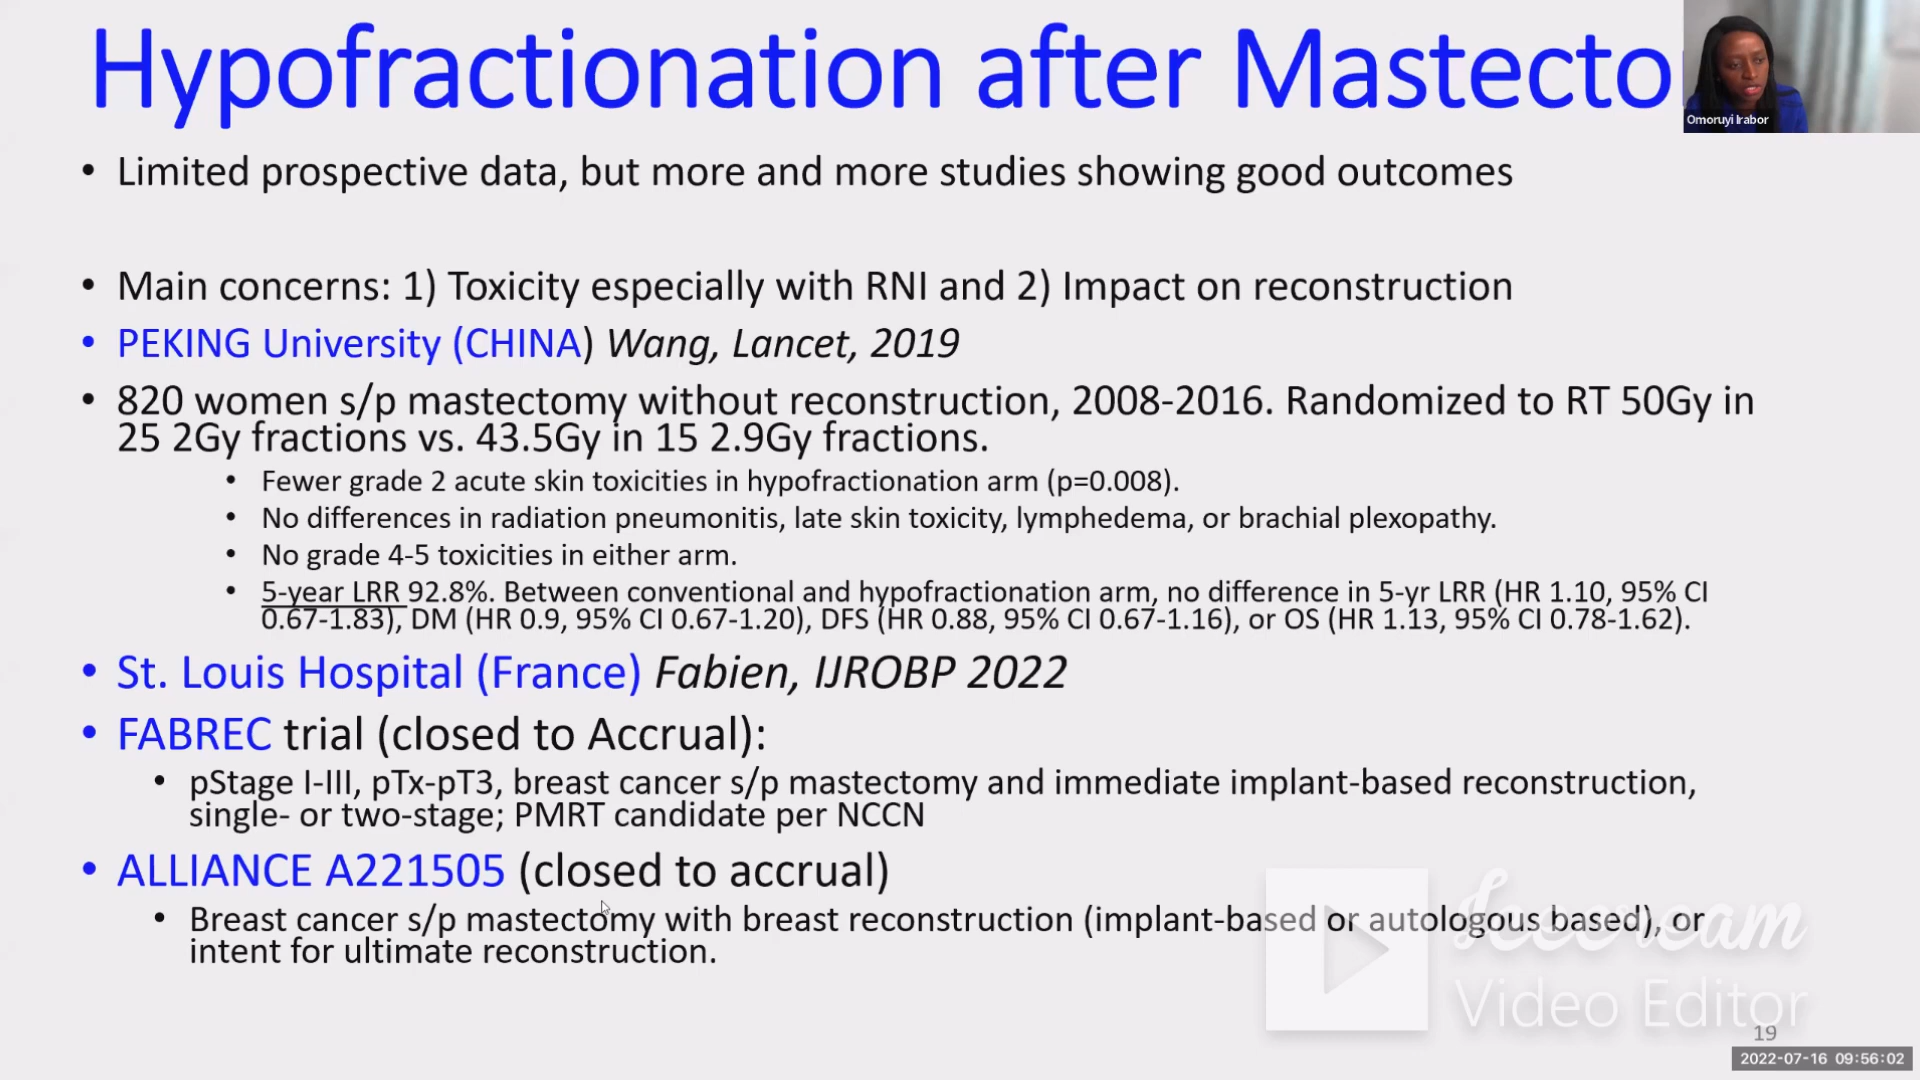 Hypofractionation after Mastecto
Omoruyi Irabor
• Limited prospective data, but more and more studies showing good outcomes
• Main concerns: 1) Toxicity especially with RNI and 2) Impact on reconstruction
• PEKING University (CHINA) Wang, Lancet, 2019
• 820 women s/p mastectomy without reconstruction, 2008-2016. Randomized to RT 50Gy in
25 2Gy fractions vs. 43.5Gy in 15 2.9Gy fractions.
• Fewer grade 2 acute skin toxicities in hypofractionation arm (p=0.008).
• No differences in radiation pneumonitis, late skin toxicity, lymphedema, or brachial plexopathy.
• No grade 4-5 toxicities in either arm.
• 5-year LRR 92.8%. Between conventional and hypofractionation arm, no difference in 5-yr LRR (HR 1.10, 95% CI
0.67-1.83), DM (HR 0.9, 95% CI 0.67-1.20), DFS (HR 0.88, 95% CI 0.67-1.16), or OS (HR 1.13, 95% CI 0.78-1.62).
• St. Louis Hospital (France) Fabien, IJROBP 2022
• FABREC trial (closed to Accrual):
• pStage I-III, pTx-pT3, breast cancer s/p mastectomy and immediate implant-based reconstruction,
single- or two-stage; PMRT candidate per NCCN
• ALLIANCE A221505 (closed to accrual)
• Breast cancer s/p mastectomy with breast reconstruction (implant-based or autologous based), or
intent for ultimate reconstruction.
Icecream
Video Editor
19
2022-07-16 09:56:02